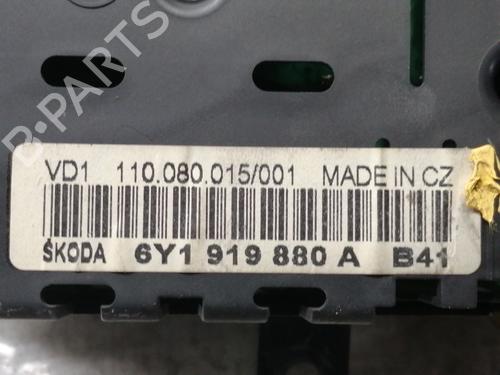 B-PARTS
VD1 110.080.015/001 MADE IN CZ
ŠKODA 6Y1 919 880 A B41